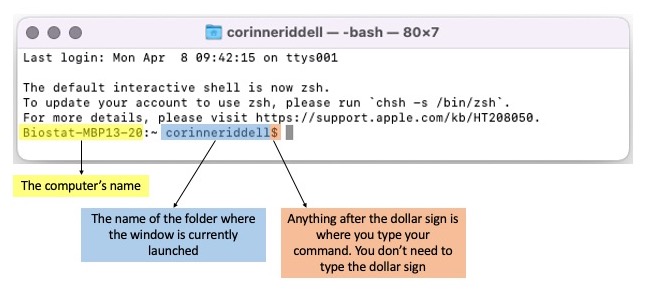 corinneriddell — -bash — 80×7
Last login: Mon Apr  8 09:42:15 on ttys001
The default interactive shell is now zsh.
To update your account to use zsh, please run `chsh -s /bin/zsh`.
For more details, please visit https://support.apple.com/kb/HT208050.
Biostat-MBP13-20:~ corinneriddell$
The computer’s name
The name of the folder where
the window is currently
launched
Anything after the dollar sign is
where you type your
command. You don’t need to
type the dollar sign